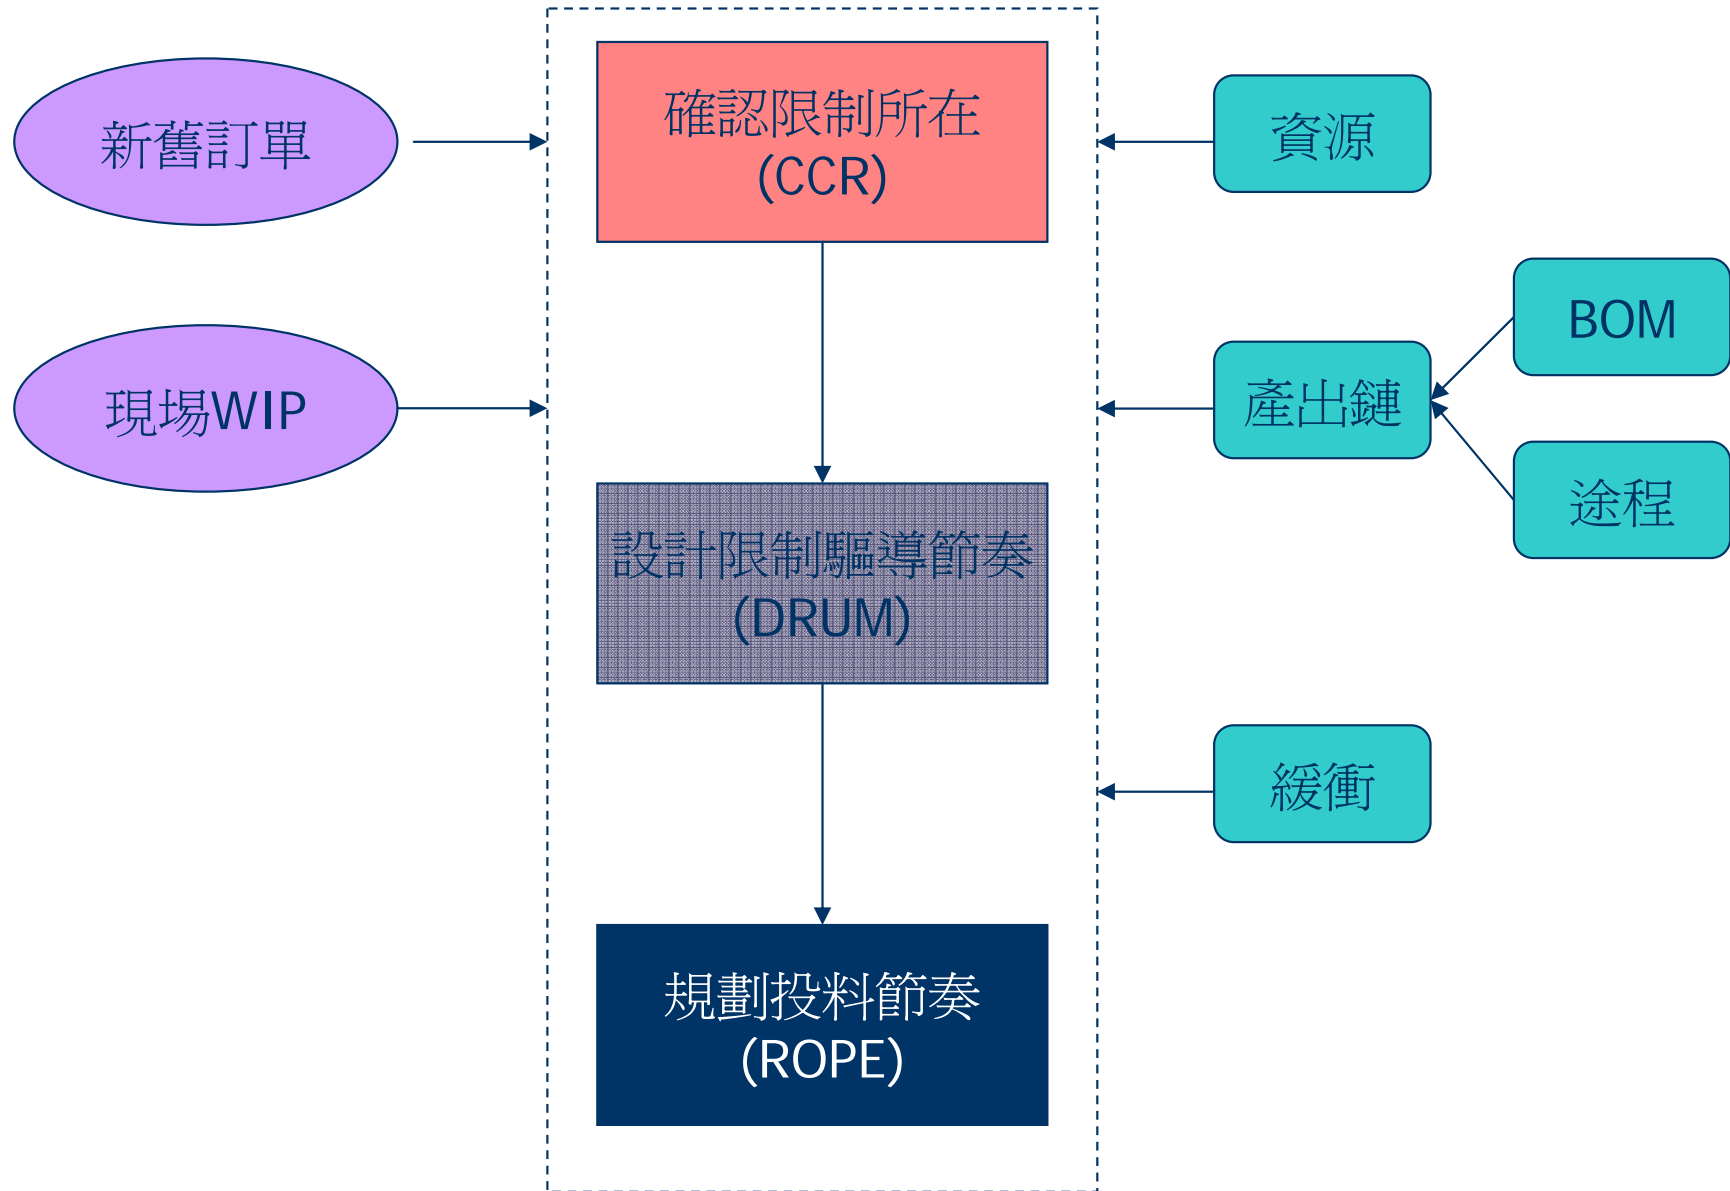 新舊訂單
確認限制所在
(CCR)
資源
現場WIP
產出鏈
BOM
途程
設計限制驅導節奏
(DRUM)
緩衝
規劃投料節奏
(ROPE)